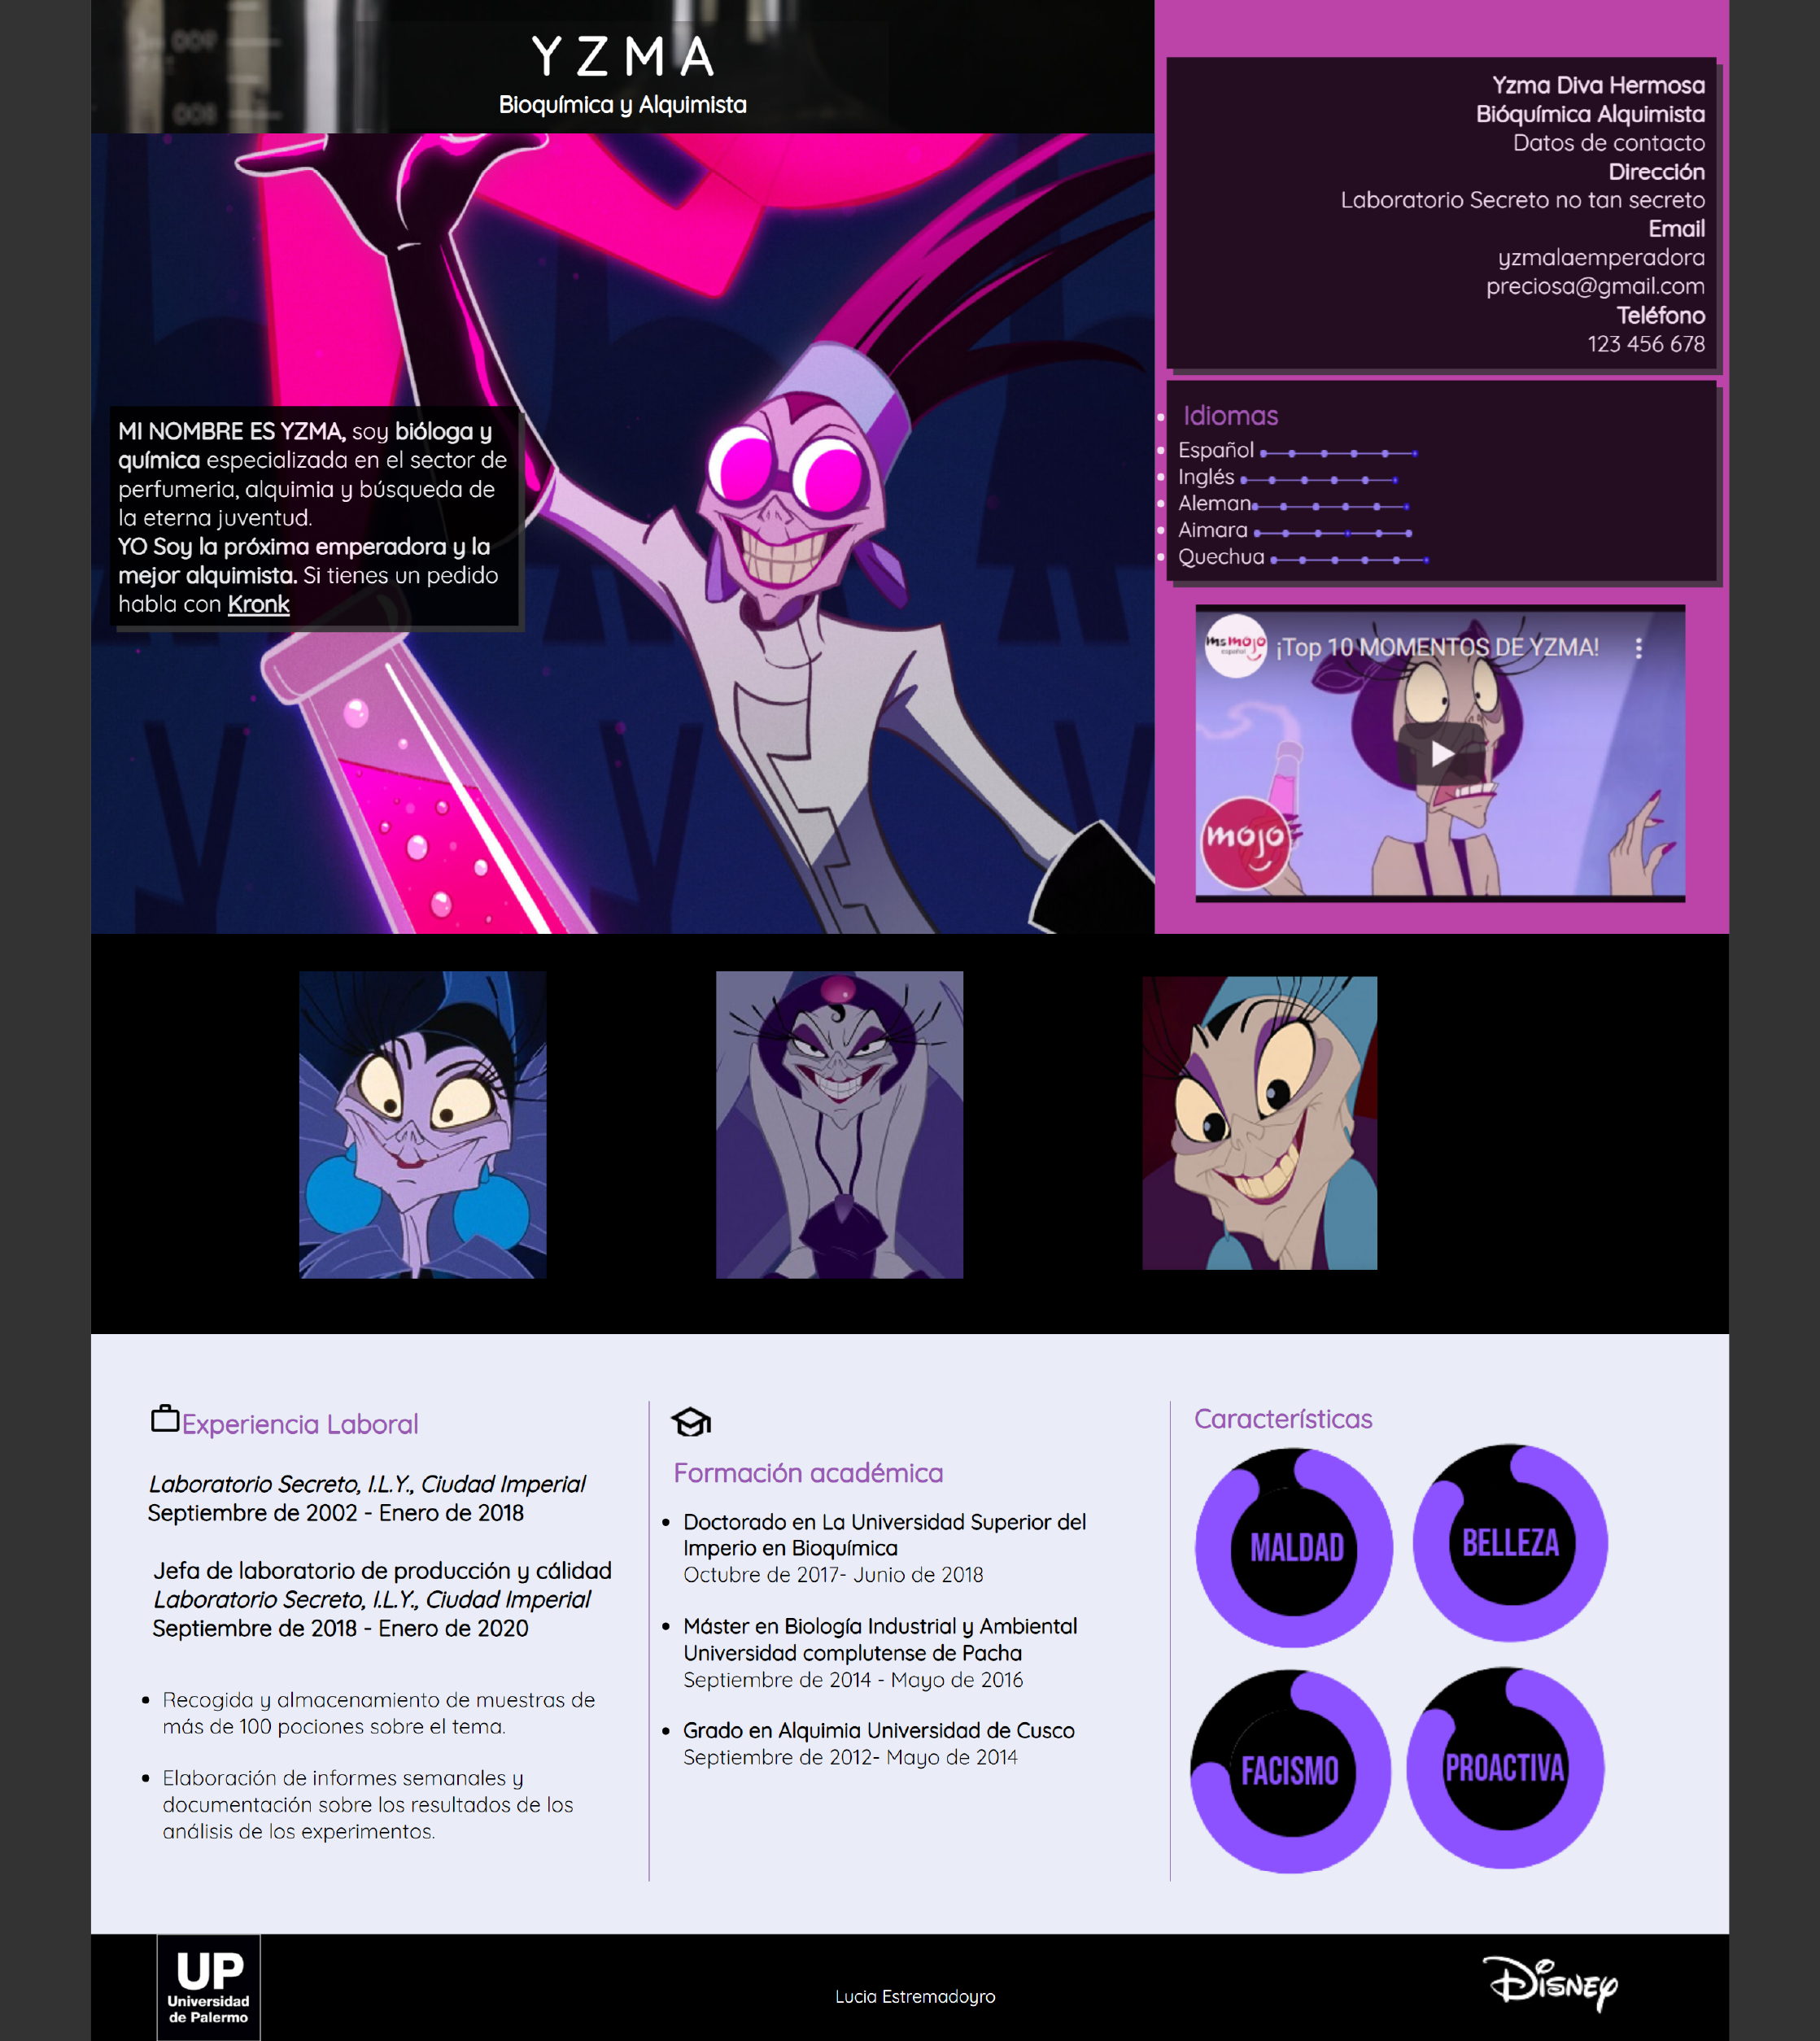 YZMA
Bioquímica y Alquimista
MI NOMBRE ES YZMA, soy bióloga y
química especializada en el sector de
perfumeria, alquimia y búsqueda de
la eterna juventud.
YO Soy la próxima emperadora y la
mejor alquimista. Si tienes un pedido
habla con Kronk
Yzma Diva Hermosa
Bióquímica Alquimista
Datos de contacto
Dirección
Laboratorio Secreto no tan secreto
Email
yzmalaemperadora
preciosa@gmail.com
Teléfono
123 456 678
Idiomas
Español
Inglés
Aleman
Aimara
Quechua
msmojo
español
¡Top 10 MOMENTOS DE YZMA!
mojo
Experiencia Laboral
Laboratorio Secreto, I.L.Y., Ciudad Imperial
Septiembre de 2002 - Enero de 2018
Jefa de laboratorio de producción y cálidad
Laboratorio Secreto, I.L.Y., Ciudad Imperial
Septiembre de 2018 - Enero de 2020
Recogida y almacenamiento de muestras de
más de 100 pociones sobre el tema.
Elaboración de informes semanales y
documentación sobre los resultados de los
análisis de los experimentos.
Formación académica
Doctorado en La Universidad Superior del
Imperio en Bioquímica
Octubre de 2017- Junio de 2018
Máster en Biología Industrial y Ambiental
Universidad complutense de Pacha
Septiembre de 2014 - Mayo de 2016
Grado en Alquimia Universidad de Cusco
Septiembre de 2012- Mayo de 2014
Características
MALDAD
BELLEZA
FACISMO
PROACTIVA
UP
Universidad
de Palermo
Lucia Estremadoyro
Disney